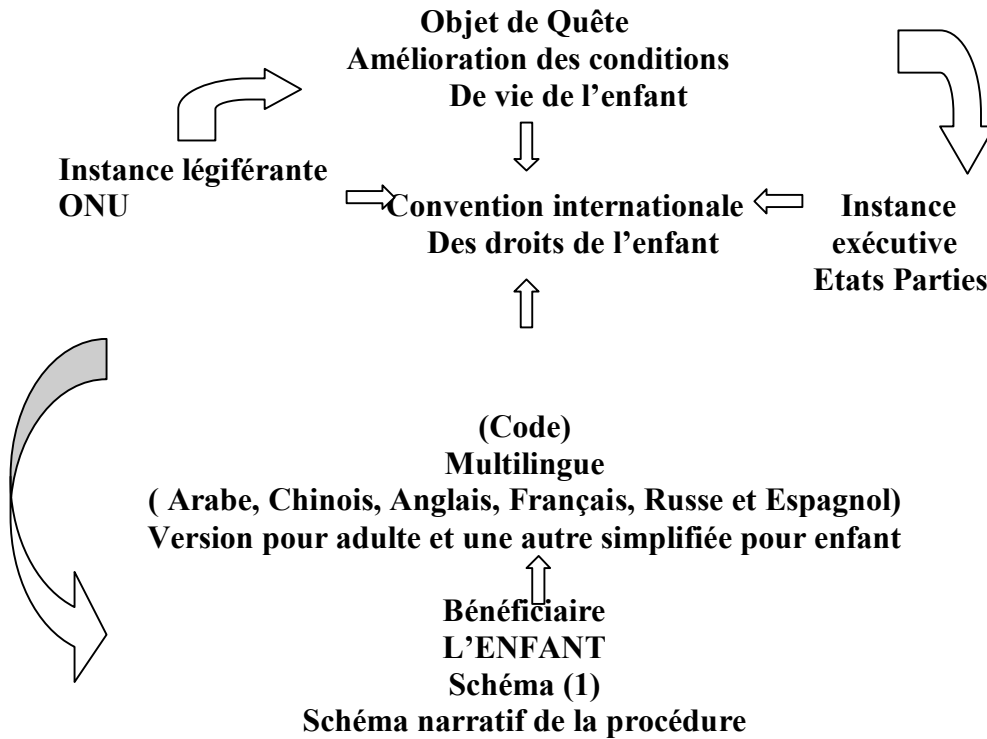 Objet de Quête
Amélioration des conditions
De vie de l’enfant
Instance légiférante
ONU
Convention internationale
Des droits de l’enfant
Instance
exécutive
Etats Parties
(Code)
Multilingue
( Arabe, Chinois, Anglais, Français, Russe et Espagnol)
Version pour adulte et une autre simplifiée pour enfant
Bénéficiaire
L’ENFANT
Schéma (1)
Schéma narratif de la procédure